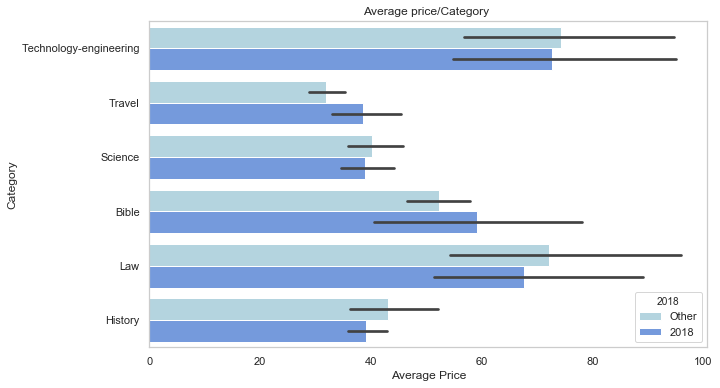 Average price/Category
Technology-engineering
Travel
Science
Bible
Law
History
Category
0 20 40 60 80 100
Average Price
2018
Other
2018